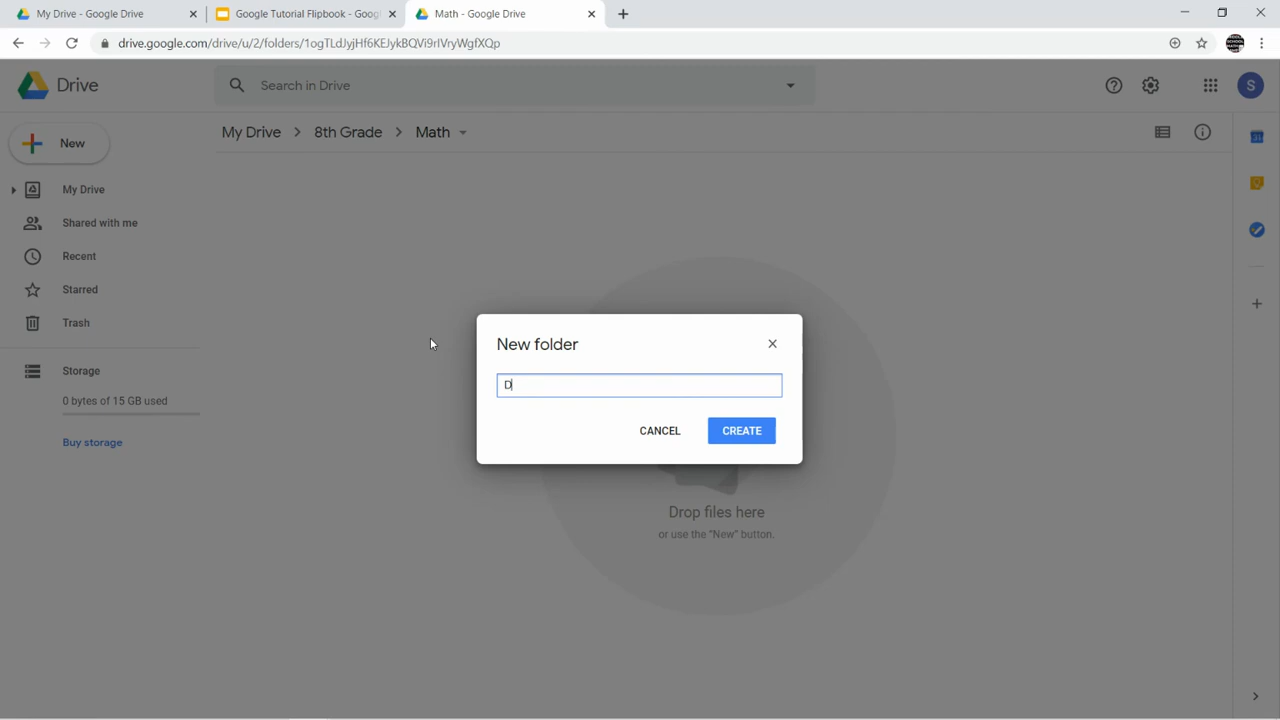 My Drive - Google Drive
Google Tutorial Flipbook - Goog
Math - Google Drive
drive.google.com/drive/u/2/folders/1ogTLdJyjHf6KEJykBQVi9rIVryWgfXQp
Drive
Search in Drive
S
New
My Drive
8th Grade
Math
My Drive
Shared with me
Recent
Starred
Trash
Storage
0 bytes of 15 GB used
Buy storage
New folder
D
CANCEL
CREATE
Drop files here
or use the "New" button.